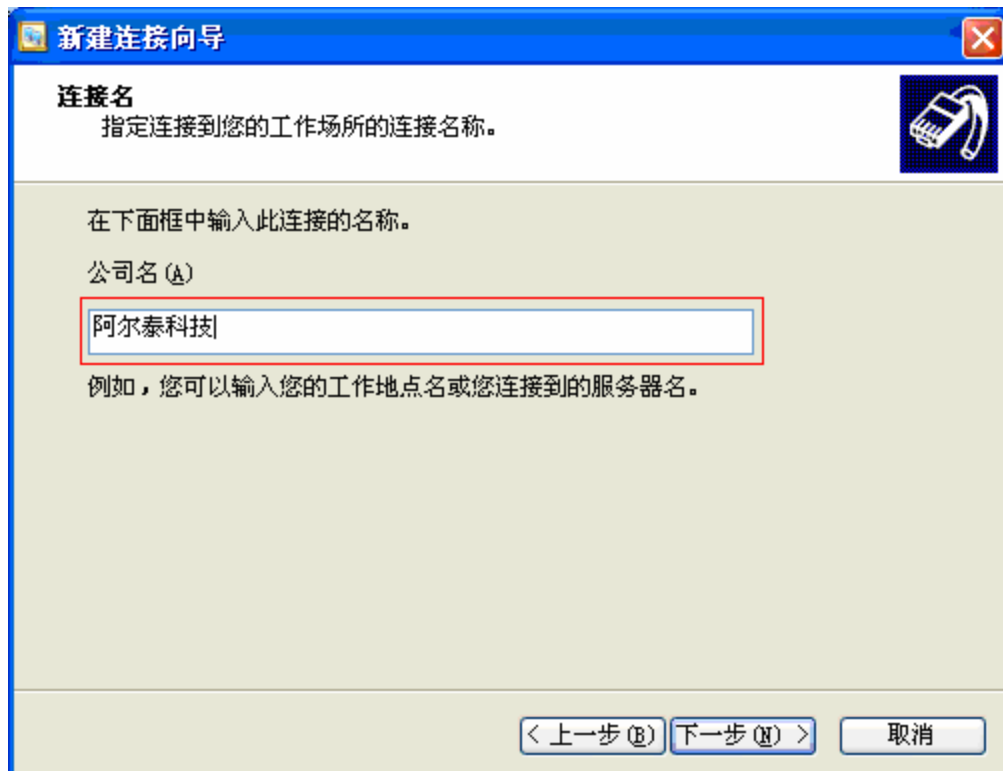 新建连接向导
连接名
指定连接到您的工作场所的连接名称。
在下面框中输入此连接的名称。
公司名(A)
阿尔泰科技
例如，您可以输入您的工作地点名或您连接到的服务器名。
< 上一步(B) 下一步(N) > 取消